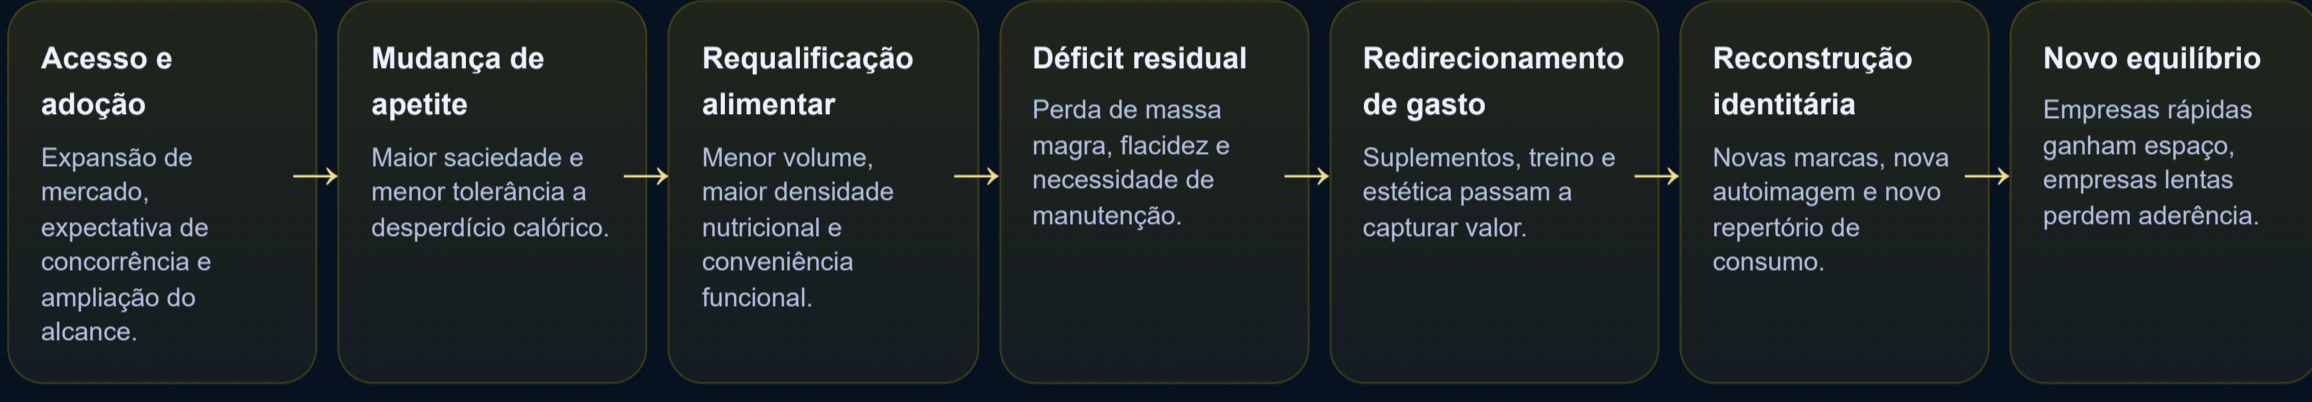 Acesso e
adoção
Expansão de
mercado,
expectativa de
concorrência e
ampliação do
alcance.
→
Mudança de
apetite
Maior saciedade e
menor tolerância a
desperdício calórico.
→
Requalificação
alimentar
Menor volume,
maior densidade
nutricional e
conveniência
funcional.
→
Déficit residual
Perda de massa
magra, flacidez e
necessidade de
manutenção.
→
Redirecionamento
de gasto
Suplementos, treino e
estética passam a
capturar valor.
→
Reconstrução
identitária
Novas marcas, nova
autoimagem e novo
repertório de
consumo.
→
Novo equilíbrio
Empresas rápidas
ganham espaço,
empresas lentas
perdem aderência.